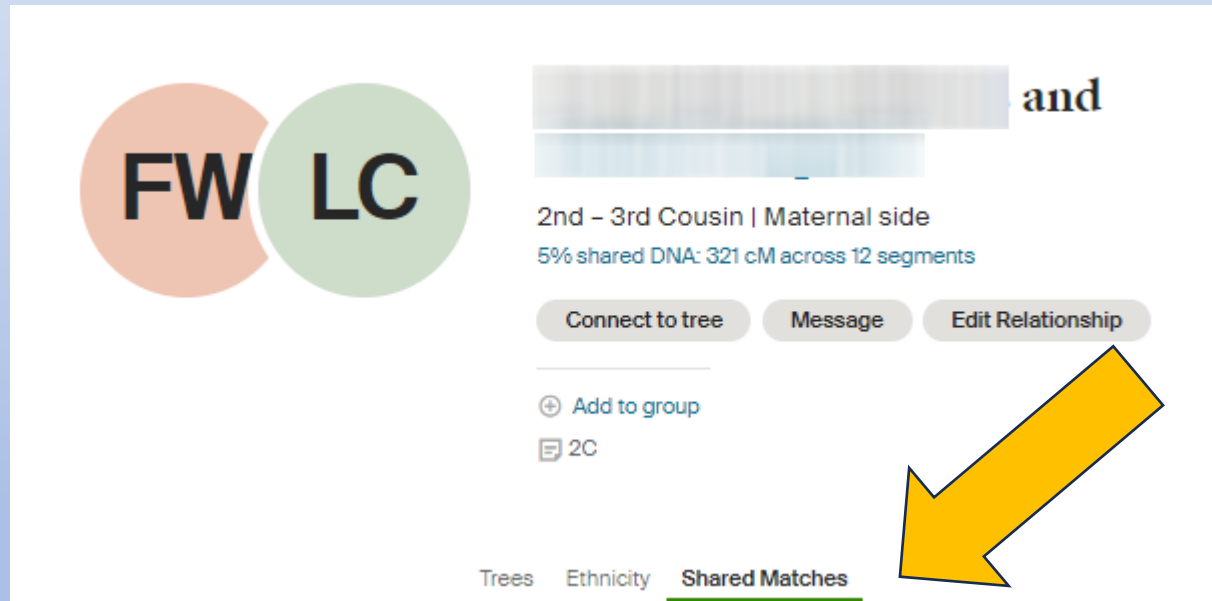 FW LC
and
2nd – 3rd Cousin | Maternal side
5% shared DNA: 321 cM across 12 segments
Connect to tree Message Edit Relationship
Add to group
2C
Trees Ethnicity Shared Matches